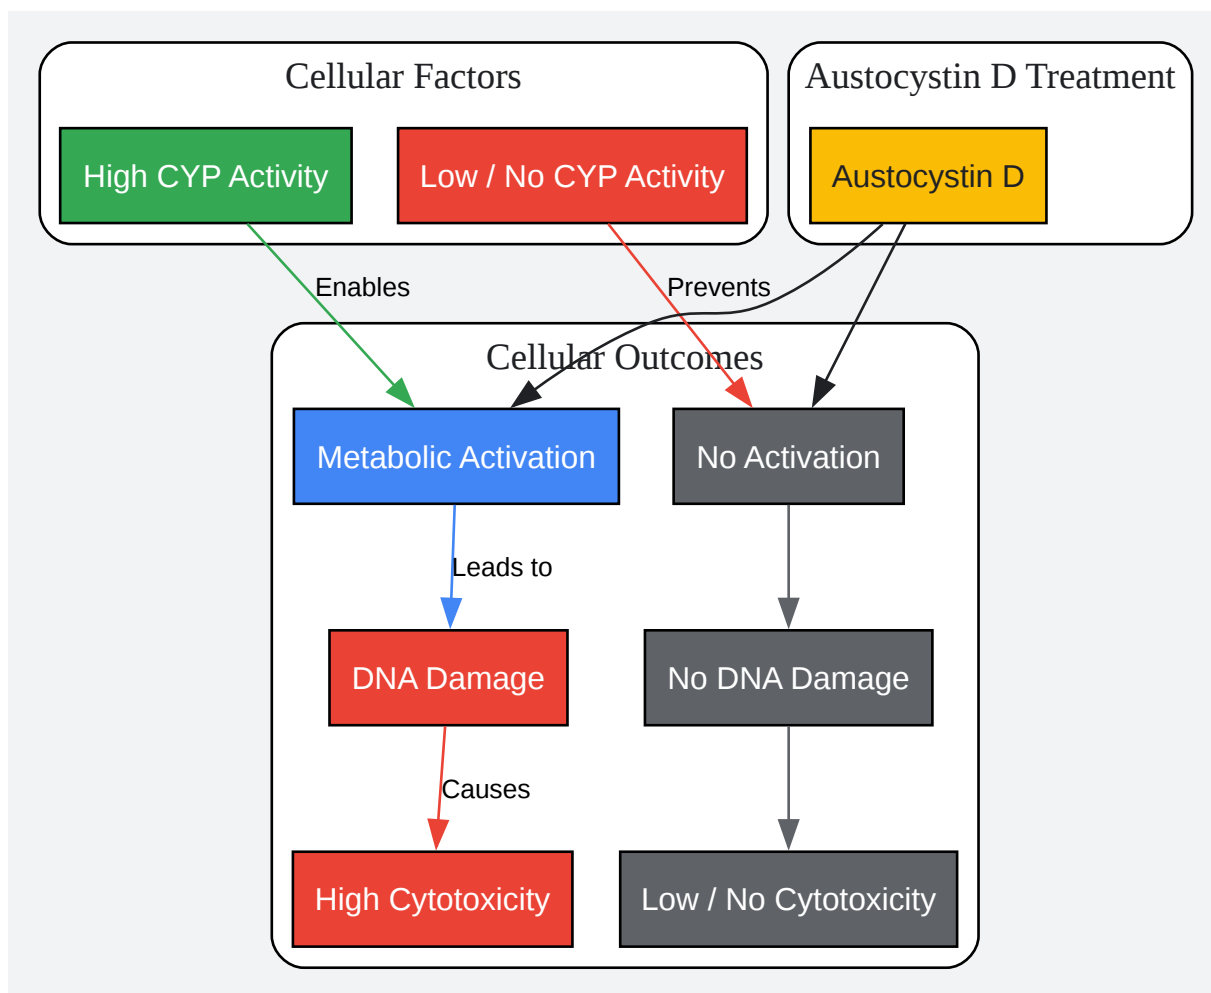 Cellular Factors
Austocystin D Treatment
High CYP Activity
Low / No CYP Activity
Austocystin D
Enables
Prevents
Cellular Outcomes
Metabolic Activation
No Activation
Leads to
DNA Damage
No DNA Damage
Causes
High Cytotoxicity
Low / No Cytotoxicity